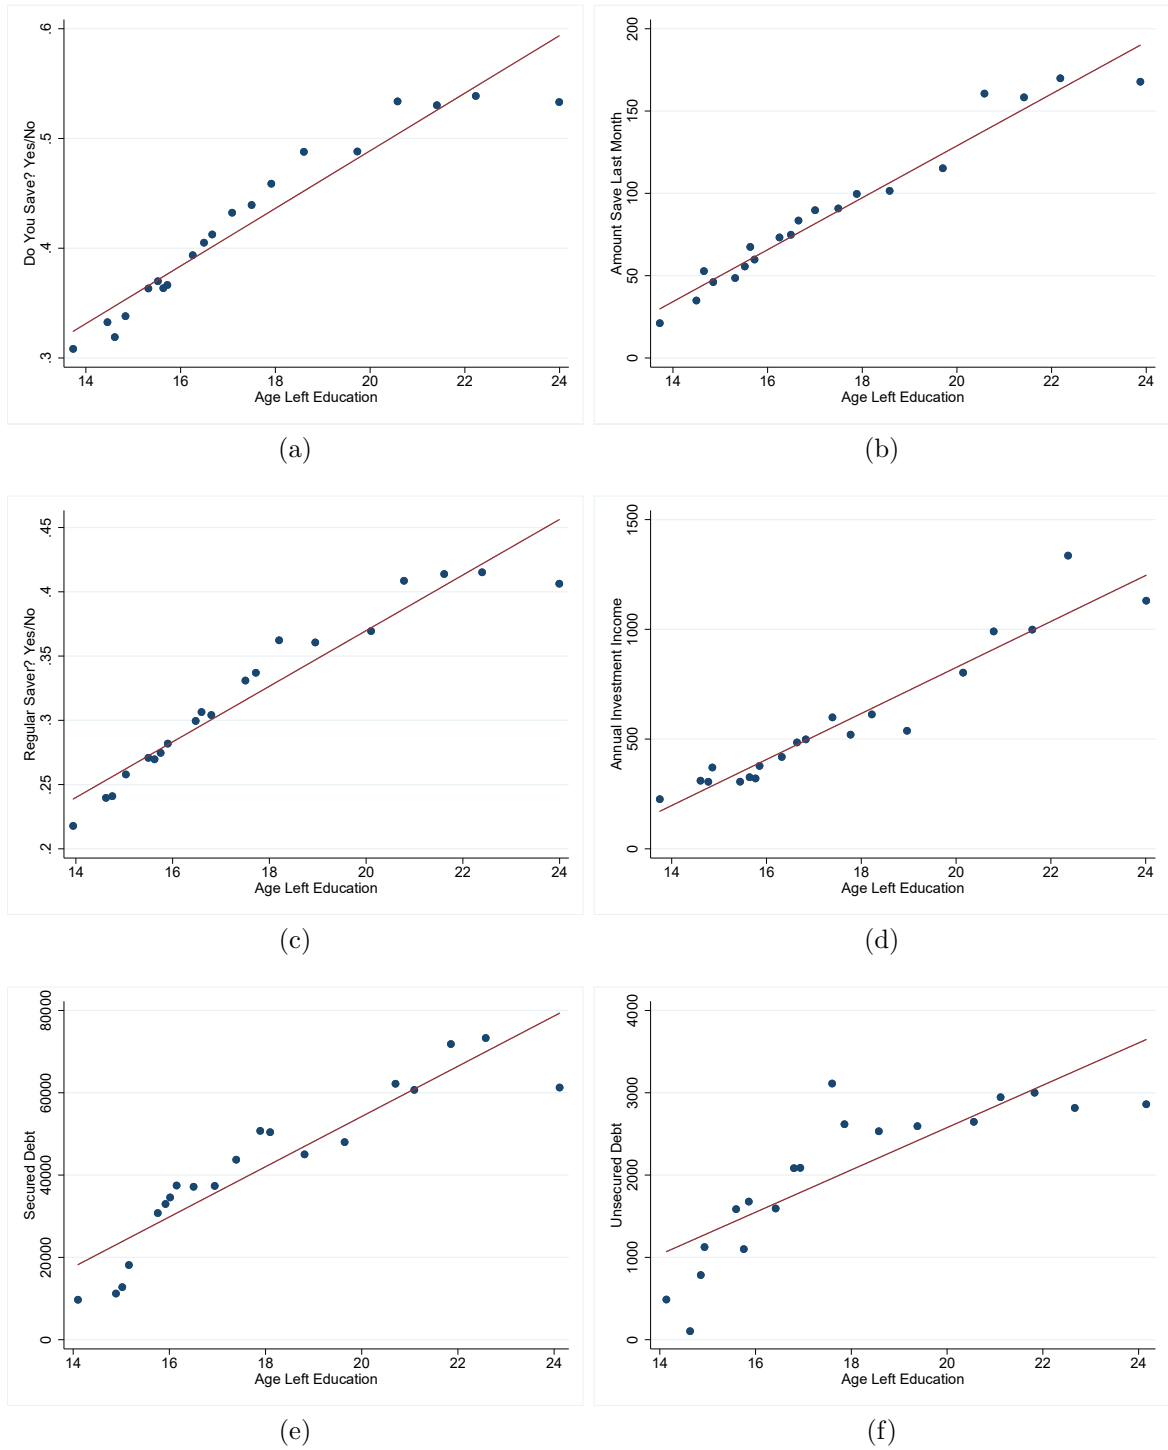 Do You Save? Yes/No
.3 .4 .5 .6
14 16 18 20 22 24
Age Left Education
(a)
Amount Save Last Month
0 50 100 150 200
14 16 18 20 22 24
Age Left Education
(b)
Regular Saver? Yes/No
.2 .25 .3 .35 .4 .45
14 16 18 20 22 24
Age Left Education
(c)
Annual Investment Income
0 500 1000 1500
14 16 18 20 22 24
Age Left Education
(d)
Secured Debt
0 20000 40000 60000 80000
14 16 18 20 22 24
Age Left Education
(e)
Unsecured Debt
0 1000 2000 3000 4000
14 16 18 20 22 24
Age Left Education
(f)